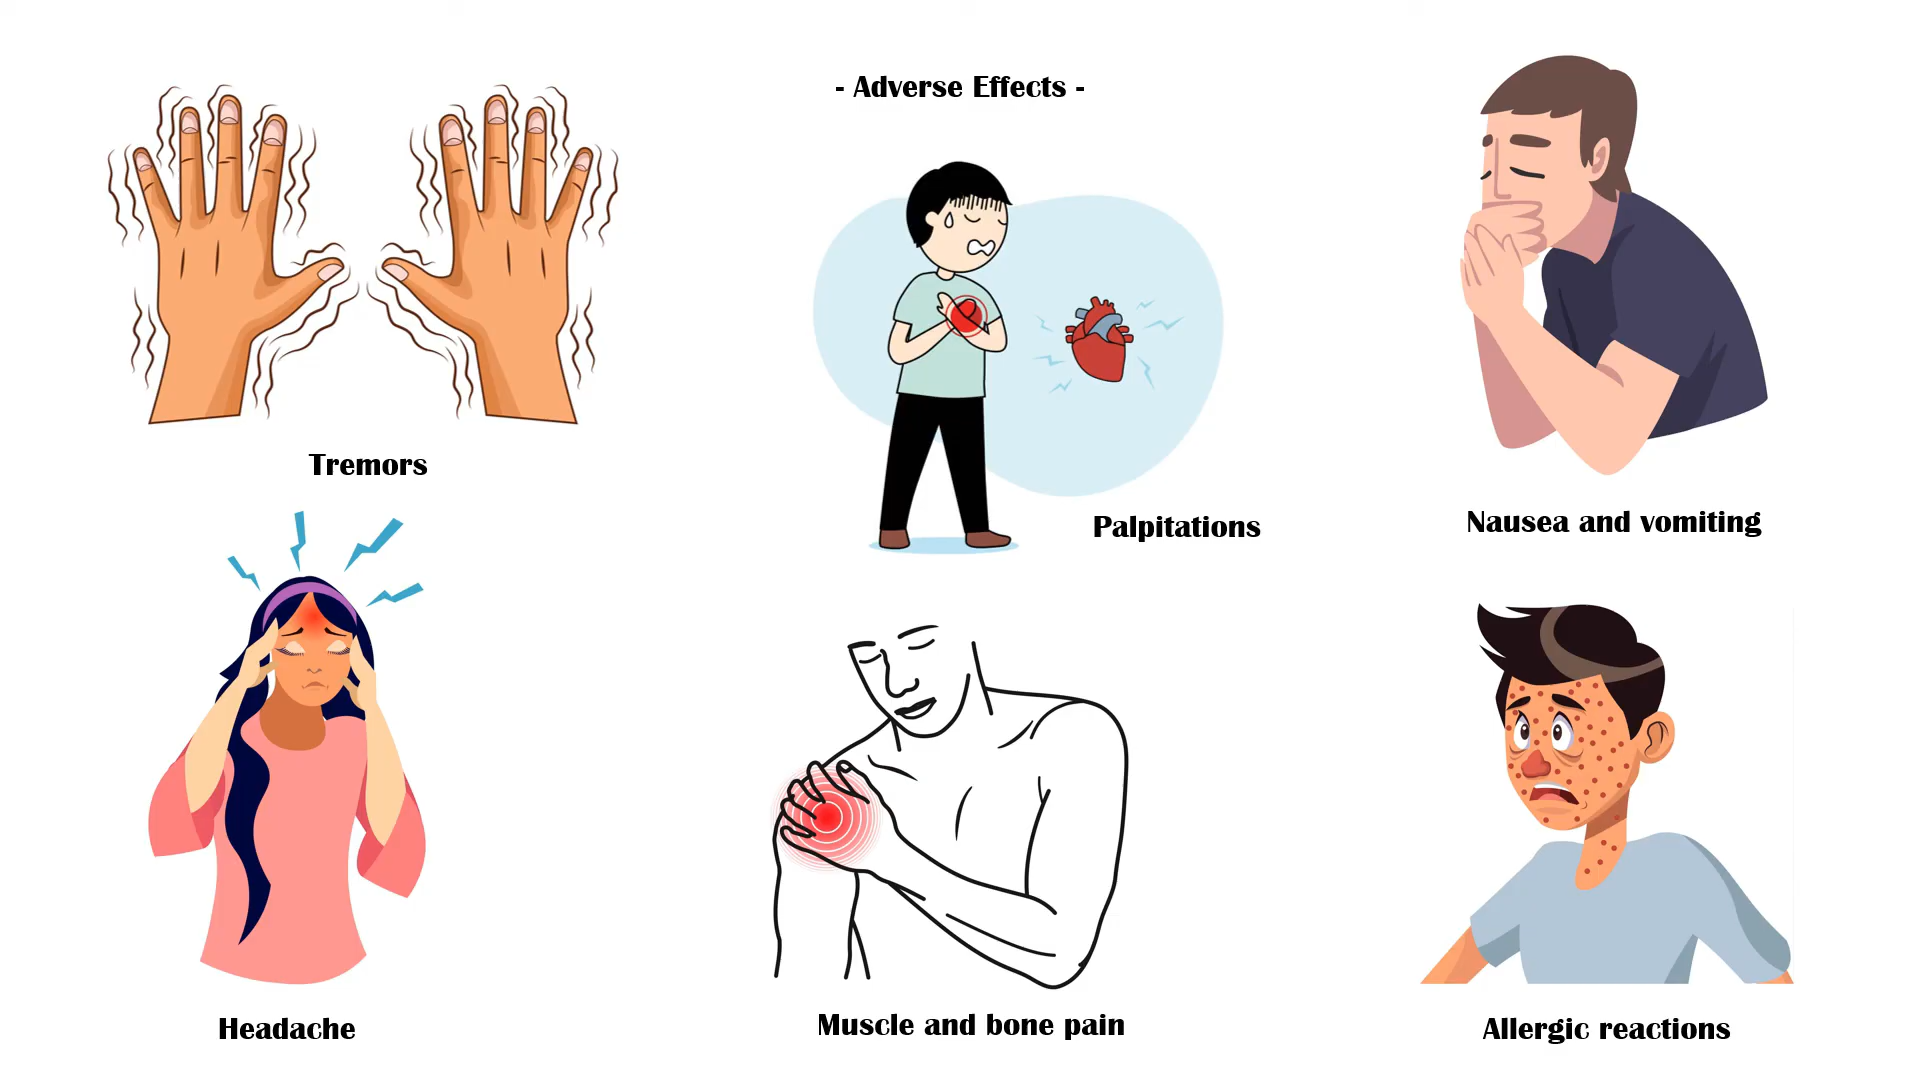 - Adverse Effects -
Tremors
Palpitations
Nausea and vomiting
Headache
Muscle and bone pain
Allergic reactions